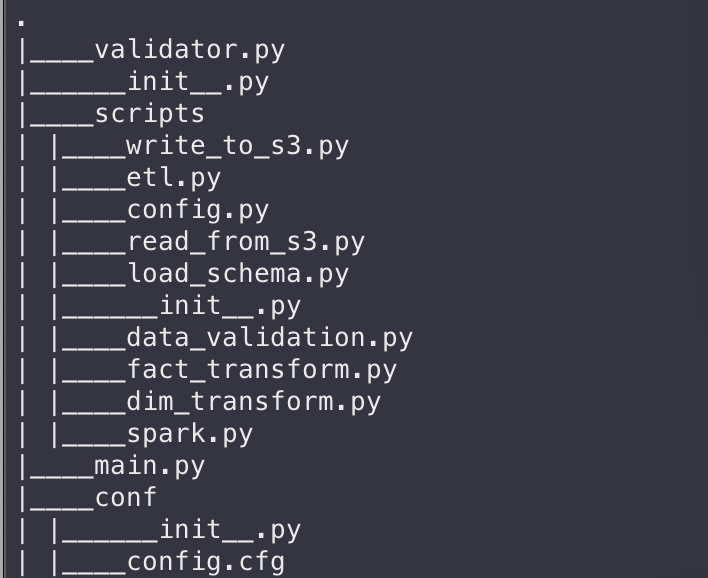 .
|____validator.py
|______init__.py
|____scripts
| |____write_to_s3.py
| |____etl.py
| |____config.py
| |____read_from_s3.py
| |____load_schema.py
| |______init__.py
| |____data_validation.py
| |____fact_transform.py
| |____dim_transform.py
| |____spark.py
|____main.py
|____conf
| |______init__.py
| |____config.cfg